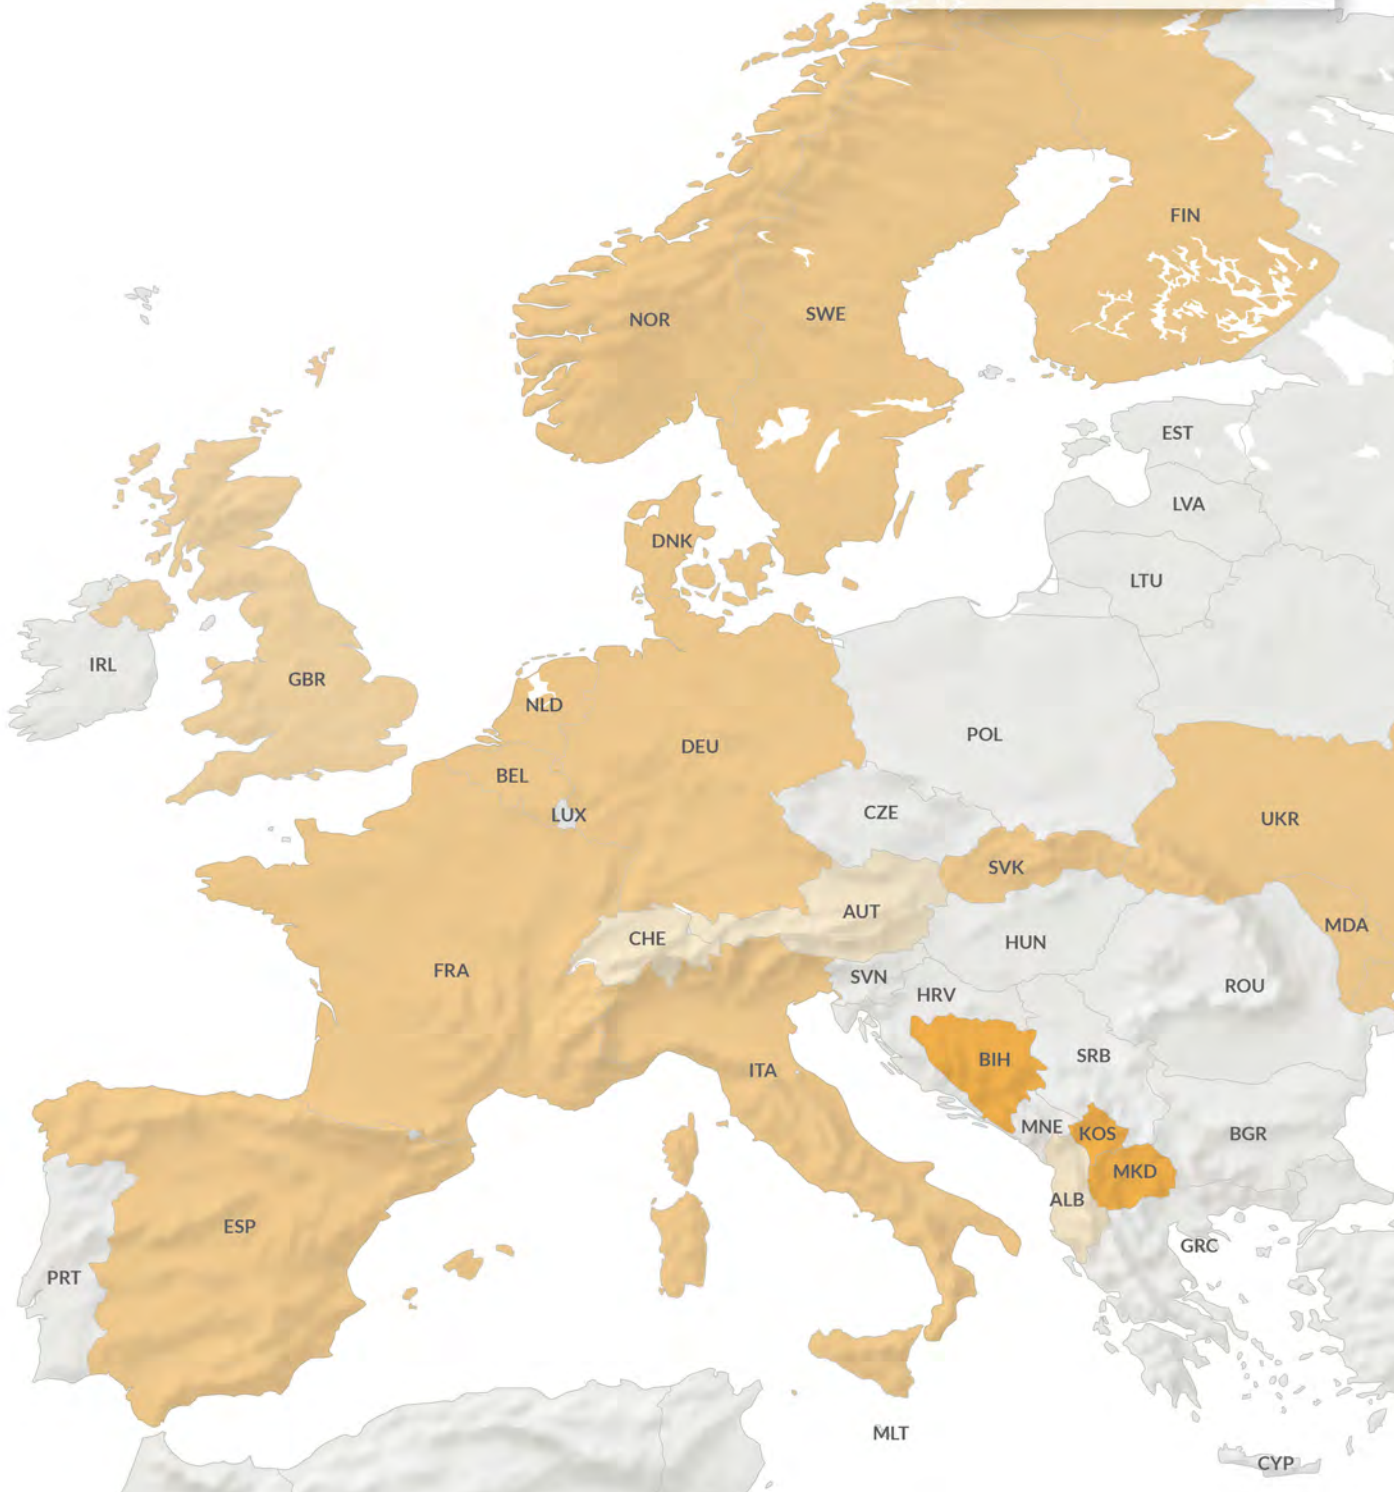 FIN
NOR
SWE
EST
LVA
DNK
LTU
IRL
GBR
NLD
POL
DEU
BEL
CZE
LUX
UKR
SVK
AUT
MDA
CHE
HUN
FRA
SVN
ROU
HRV
BIH
SRB
ITA
MNE
KOS
BGR
MKD
ALB
ESP
GRC
PRT
MLT
CYP